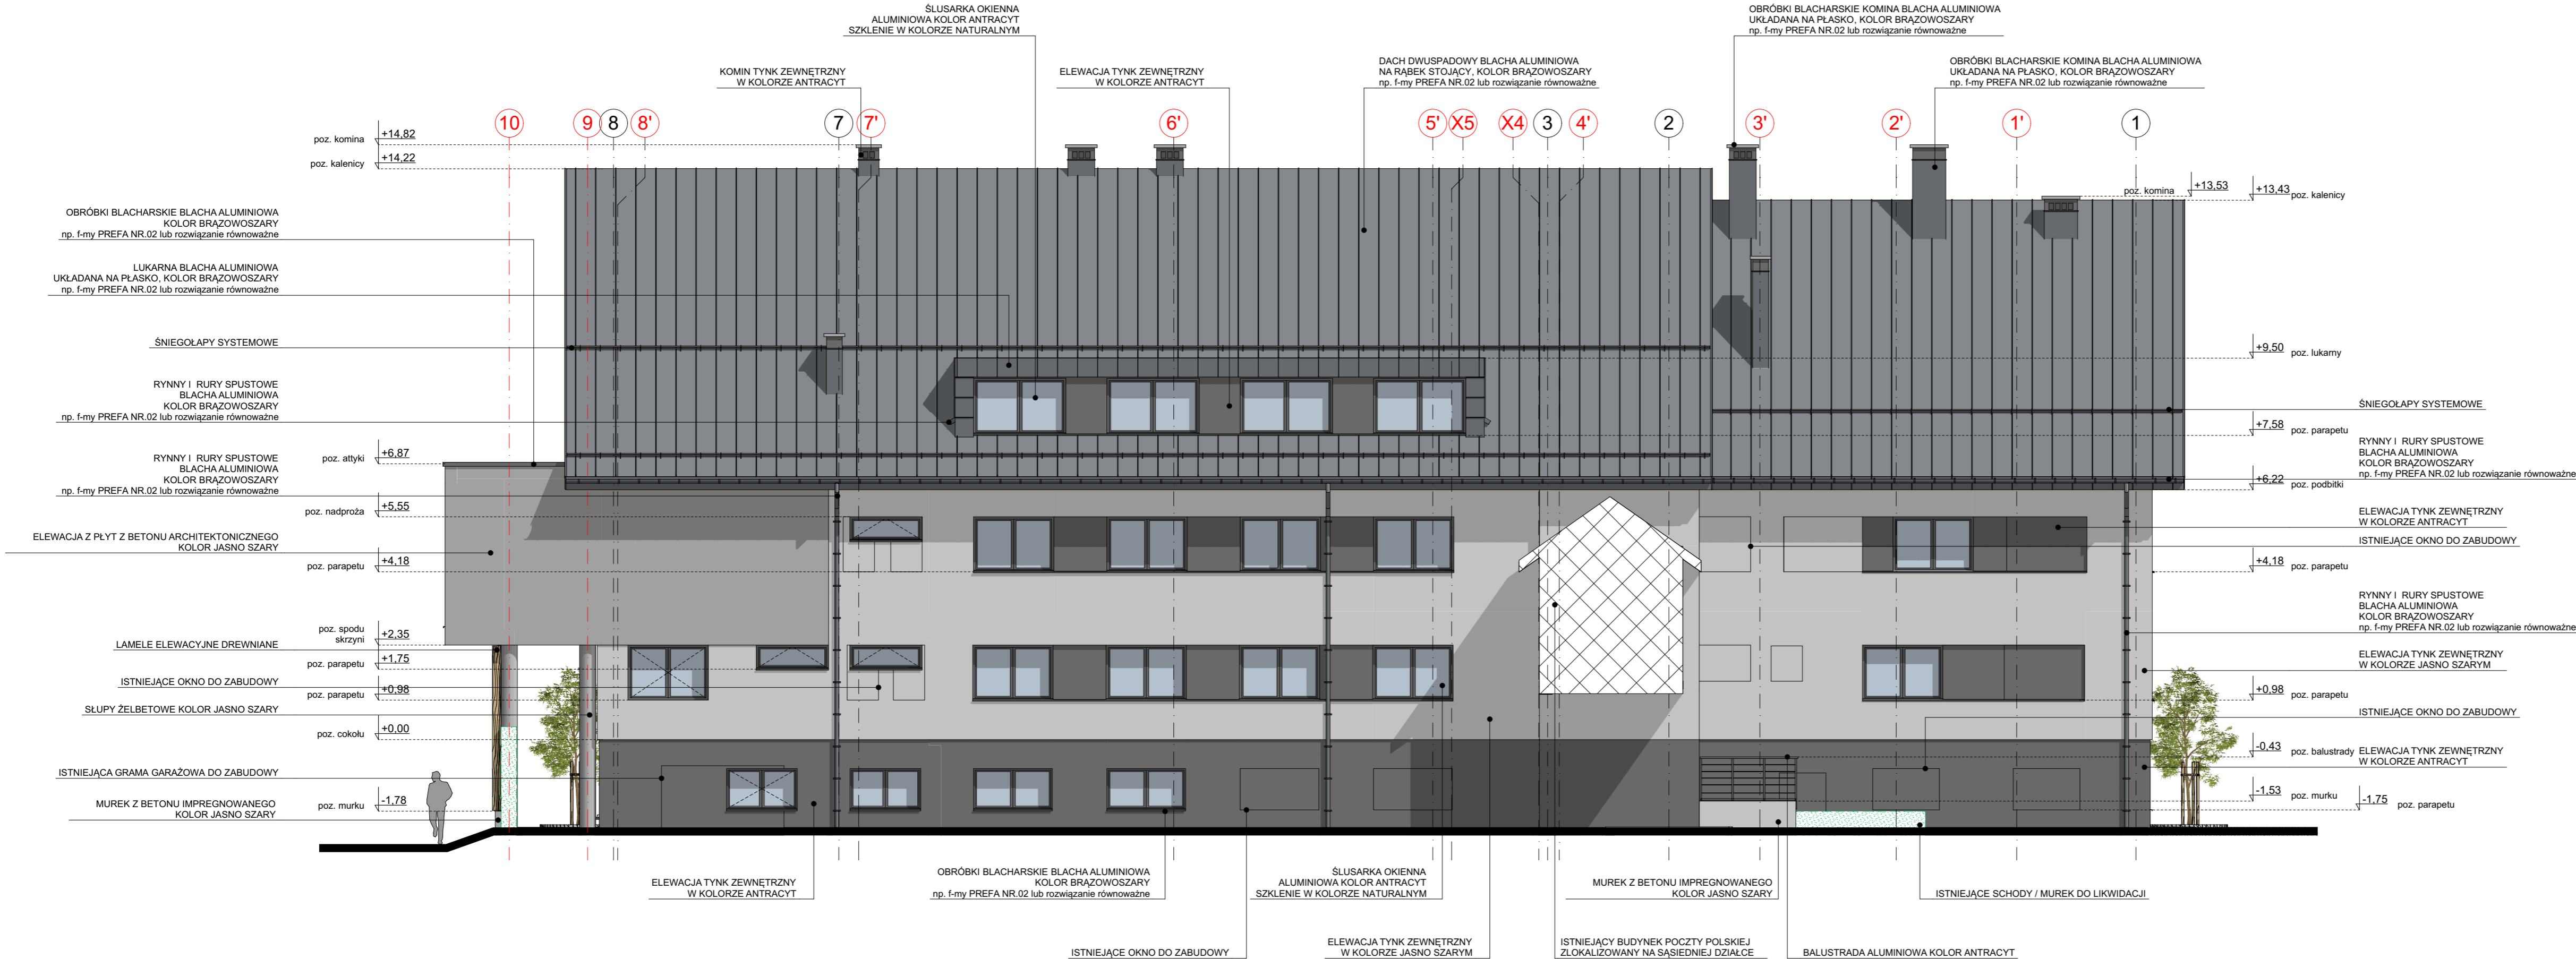 ŚLUSARKA OKIENNA
ALUMINIOWA KOLOR ANTRACYT
SZKLENIE W KOLORZE NATURALNYM
OBRÓBKI BLACHARSKIE KOMINA BLACHA ALUMINIOWA
UKŁADANA NA PŁASKO, KOLOR BRĄZOWOSZARY
np. f-my PREFA NR.02 lub rozwiązanie równoważne
KOMIN TYNK ZEWNĘTRZNY
W KOLORZE ANTRACYT
ELEWACJA TYNK ZEWNĘTRZNY
W KOLORZE ANTRACYT
DACH DWUSPADOWY BLACHA ALUMINIOWA
NA RĄBEK STOJĄCY, KOLOR BRĄZOWOSZARY
np. f-my PREFA NR.02 lub rozwiązanie równoważne
OBRÓBKI BLACHARSKIE KOMINA BLACHA ALUMINIOWA
UKŁADANA NA PŁASKO, KOLOR BRĄZOWOSZARY
np. f-my PREFA NR.02 lub rozwiązanie równoważne
10 9 8 8' 7 7' 6' 5' X5 X4 3 4' 2 3' 2' 1' 1
poz. komina +14,82
poz. kalenicy +14,22
poz. komina +13,53
+13,43 poz. kalenicy
OBRÓBKI BLACHARSKIE BLACHA ALUMINIOWA
KOLOR BRĄZOWOSZARY
np. f-my PREFA NR.02 lub rozwiązanie równoważne
LUKARNA BLACHA ALUMINIOWA
UKŁADANA NA PŁASKO, KOLOR BRĄZOWOSZARY
np. f-my PREFA NR.02 lub rozwiązanie równoważne
ŚNIEGOŁAPY SYSTEMOWE
RYNNY I RURY SPUSTOWE
BLACHA ALUMINIOWA
KOLOR BRĄZOWOSZARY
np. f-my PREFA NR.02 lub rozwiązanie równoważne
RYNNY I RURY SPUSTOWE
BLACHA ALUMINIOWA
KOLOR BRĄZOWOSZARY
np. f-my PREFA NR.02 lub rozwiązanie równoważne
poz. attyki +6,87
poz. nadproża +5,55
ELEWACJA Z PŁYT Z BETONU ARCHITEKTONICZNEGO
KOLOR JASNO SZARY
poz. parapetu +4,18
poz. spodu
skrzyni +2,35
LAMELE ELEWACYJNE DREWNIANE
poz. parapetu +1,75
ISTNIEJĄCE OKNO DO ZABUDOWY
poz. parapetu +0,98
SŁUPY ŻELBETOWE KOLOR JASNO SZARY
poz. cokołu +0,00
ISTNIEJĄCA GRAMA GARAŻOWA DO ZABUDOWY
MUREK Z BETONU IMPREGNOWANEGO
KOLOR JASNO SZARY
poz. murku -1,78
+9,50 poz. lukarny
ŚNIEGOŁAPY SYSTEMOWE
+7,58 poz. parapetu
RYNNY I RURY SPUSTOWE
BLACHA ALUMINIOWA
KOLOR BRĄZOWOSZARY
np. f-my PREFA NR.02 lub rozwiązanie równoważne
+6,22 poz. podbitki
ELEWACJA TYNK ZEWNĘTRZNY
W KOLORZE ANTRACYT
ISTNIEJĄCE OKNO DO ZABUDOWY
+4,18 poz. parapetu
RYNNY I RURY SPUSTOWE
BLACHA ALUMINIOWA
KOLOR BRĄZOWOSZARY
np. f-my PREFA NR.02 lub rozwiązanie równoważne
ELEWACJA TYNK ZEWNĘTRZNY
W KOLORZE JASNO SZARYM
+0,98 poz. parapetu
ISTNIEJĄCE OKNO DO ZABUDOWY
-0,43 poz. balustrady
ELEWACJA TYNK ZEWNĘTRZNY
W KOLORZE ANTRACYT
-1,53 poz. murku
-1,75 poz. parapetu
ELEWACJA TYNK ZEWNĘTRZNY
W KOLORZE ANTRACYT
OBRÓBKI BLACHARSKIE BLACHA ALUMINIOWA
KOLOR BRĄZOWOSZARY
np. f-my PREFA NR.02 lub rozwiązanie równoważne
ŚLUSARKA OKIENNA
ALUMINIOWA KOLOR ANTRACYT
SZKLENIE W KOLORZE NATURALNYM
MUREK Z BETONU IMPREGNOWANEGO
KOLOR JASNO SZARY
ISTNIEJĄCE SCHODY / MUREK DO LIKWIDACJI
ISTNIEJĄCE OKNO DO ZABUDOWY
ELEWACJA TYNK ZEWNĘTRZNY
W KOLORZE JASNO SZARYM
ISTNIEJĄCY BUDYNEK POCZTY POLSKIEJ
ZLOKALIZOWANY NA SĄSIEDNIEJ DZIAŁCE
BALUSTRADA ALUMINIOWA KOLOR ANTRACYT